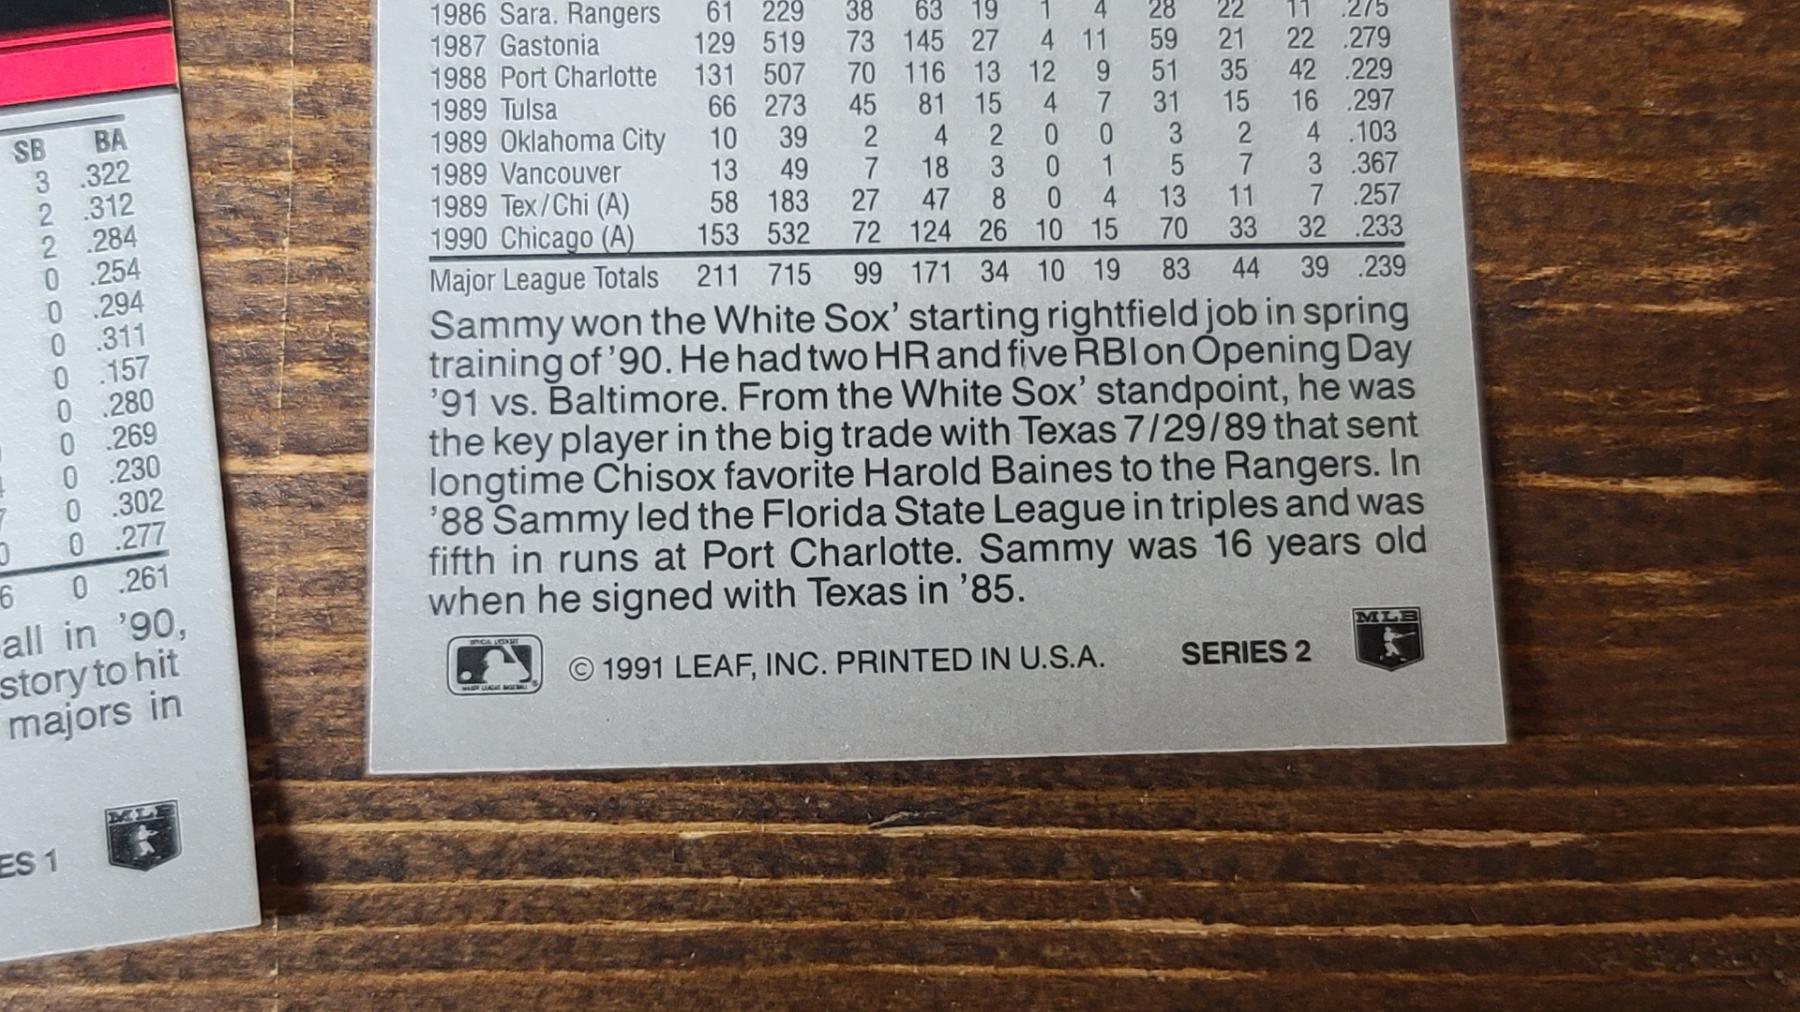 SB BA
3 .322
2 .312
2 .284
0 .254
0 .294
0 .311
0 .157
0 .280
0 .269
0 .230
0 .302
0 .277
6 0 .261
all in '90,
story to hit
majors in
ES 1
MLB
1986 Sara. Rangers 61 229 38 63 19 1 4 28 22 11 .275
1987 Gastonia 129 519 73 145 27 4 11 59 21 22 .279
1988 Port Charlotte 131 507 70 116 13 12 9 51 35 42 .229
1989 Tulsa 66 273 45 81 15 4 7 31 15 16 .297
1989 Oklahoma City 10 39 2 4 2 0 0 3 2 4 .103
1989 Vancouver 13 49 7 18 3 0 1 5 7 3 .367
1989 Tex/Chi (A) 58 183 27 47 8 0 4 13 11 7 .257
1990 Chicago (A) 153 532 72 124 26 10 15 70 33 32 .233
Major League Totals 211 715 99 171 34 10 19 83 44 39 .239
Sammy won the White Sox' starting rightfield job in spring
training of '90. He had two HR and five RBI on Opening Day
'91 vs. Baltimore. From the White Sox' standpoint, he was
the key player in the big trade with Texas 7/29/89 that sent
longtime Chisox favorite Harold Baines to the Rangers. In
'88 Sammy led the Florida State League in triples and was
fifth in runs at Port Charlotte. Sammy was 16 years old
when he signed with Texas in '85.
© 1991 LEAF, INC. PRINTED IN U.S.A. SERIES 2
MLB